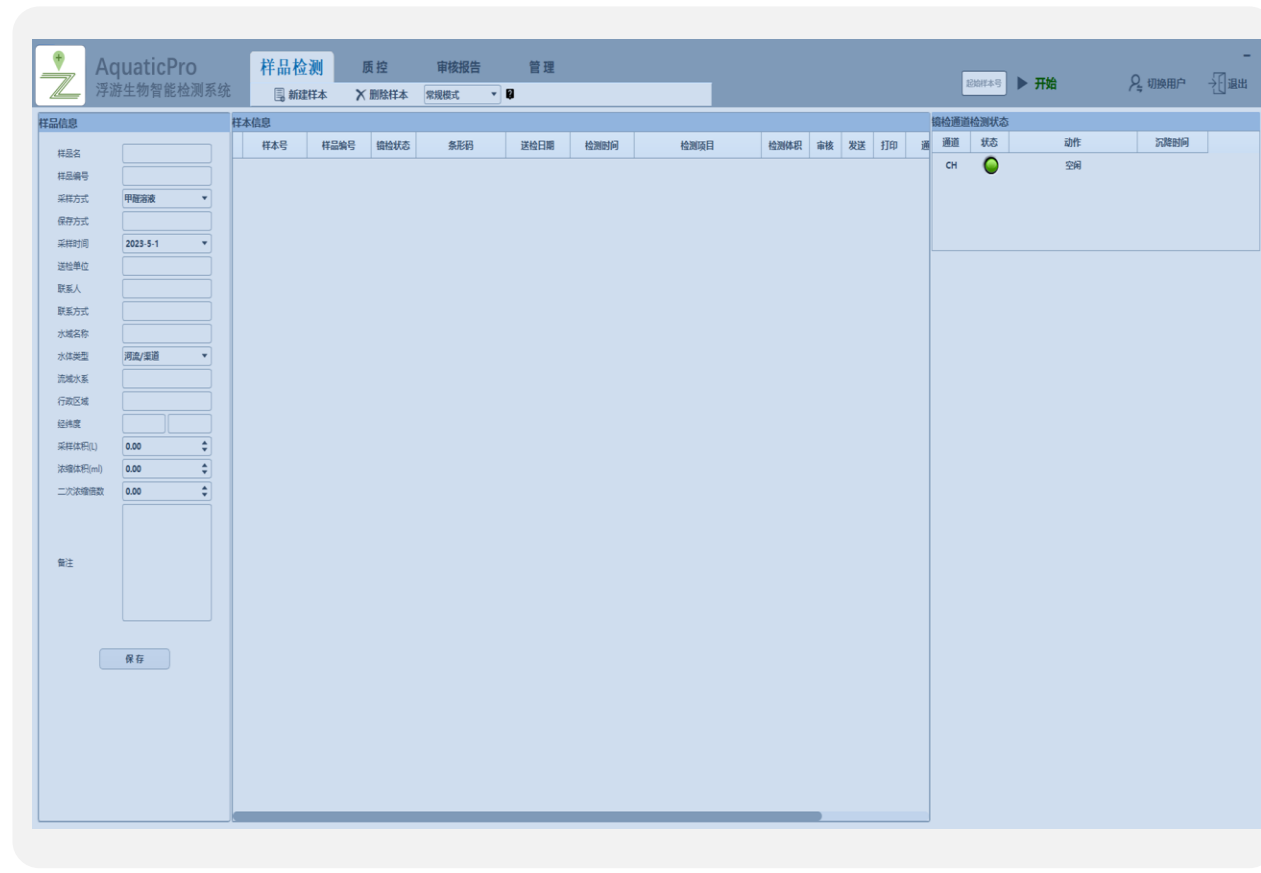 AquaticPro
浮游生物智能检测系统
样品检测 质控 审核报告 管理
新建样本 删除样本 常规模式 ?
起始样本号 开始 切换用户 退出
样品信息
样品名
样品编号
采样方式 甲醛溶液
保存方式
采样时间 2023-5-1
送检单位
联系人
联系方式
水域名称
水体类型 河流/渠道
流域水系
行政区域
经纬度
采样体积(L) 0.00
浓缩体积(ml) 0.00
二次浓缩倍数 0.00
备注
保存
样本信息
样本号 样品编号 镜检状态 条形码 送检日期 检测时间 检测项目 检测体积 审核 发送 打印 通
镜检通道检测状态
通道 状态 动作 沉降时间
CH 空闲